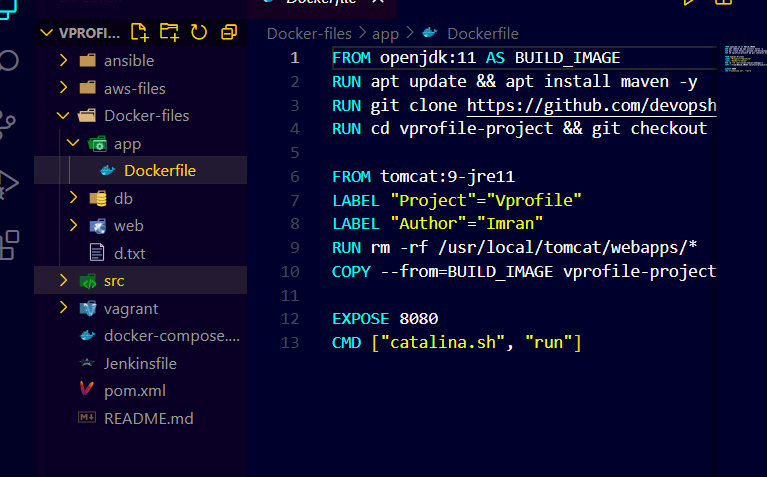 Dockerfile
VPROFI...
ansible
aws-files
Docker-files
app
Dockerfile
db
web
d.txt
src
vagrant
docker-compose....
Jenkinsfile
pom.xml
README.md
Docker-files > app > Dockerfile
1 FROM openjdk:11 AS BUILD_IMAGE
2 RUN apt update && apt install maven -y
3 RUN git clone https://github.com/devopsh
4 RUN cd vprofile-project && git checkout
5
6 FROM tomcat:9-jre11
7 LABEL "Project"="Vprofile"
8 LABEL "Author"="Imran"
9 RUN rm -rf /usr/local/tomcat/webapps/*
10 COPY --from=BUILD_IMAGE vprofile-project
11
12 EXPOSE 8080
13 CMD ["catalina.sh", "run"]